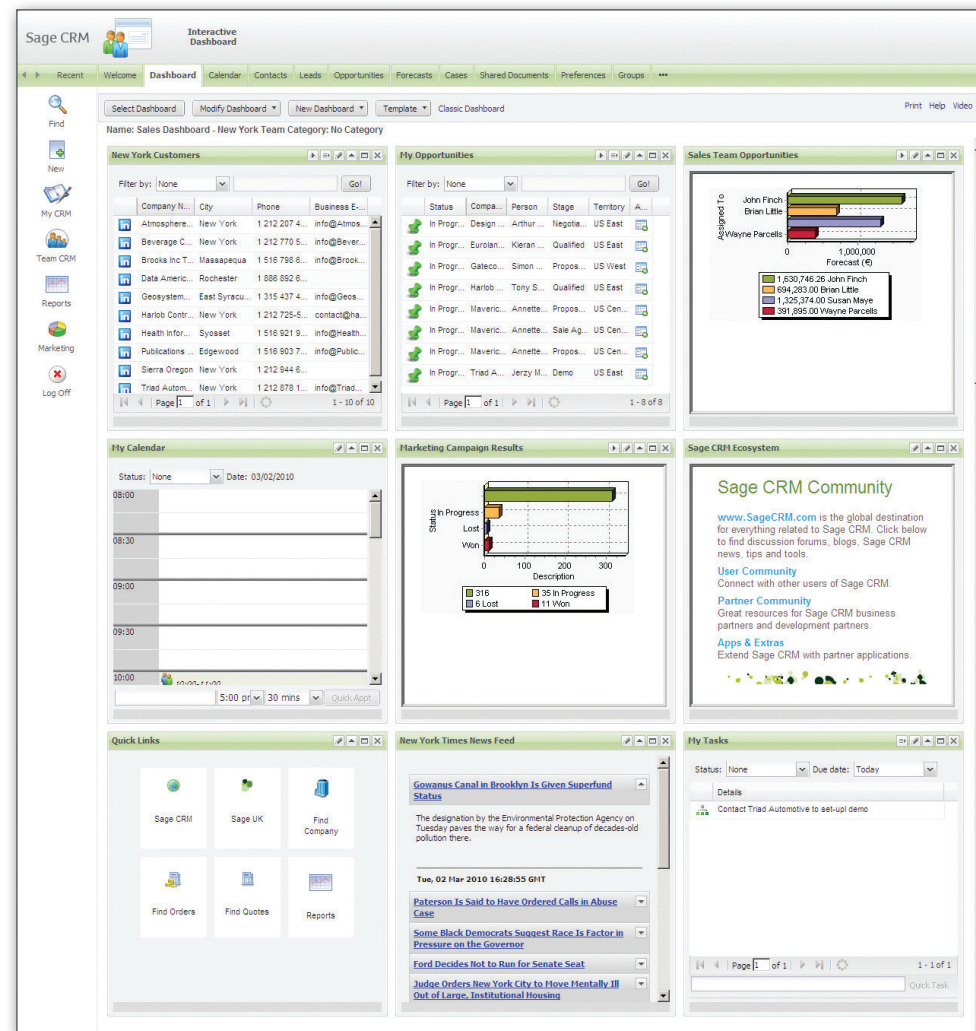 Sage CRM
Interactive
Dashboard
Recent
Welcome Dashboard Calendar Contacts Leads Opportunities Forecasts Cases Shared Documents Preferences Groups •••
Find
New
My CRM
Team CRM
Reports
Marketing
Log Off
Select Dashboard Modify Dashboard New Dashboard Template Classic Dashboard
Print Help Video
Name: Sales Dashboard - New York Team Category: No Category
New York Customers
Filter by: None Go!
Company N... City Phone Business E-...
Atmosphere... New York 1 212 207 4... info@Atmos...
Beverage C... New York 1 212 770 5... info@Bever...
Brooks Inc T... Massapequa 1 516 798 6... info@Brook...
Data Americ... Rochester 1 886 892 6...
Geosystem... East Syracu... 1 315 437 4... info@Geos...
Harlob Contr... New York 1 212 725-5... contact@ha...
Health Infor... Syosset 1 516 921 9... info@Health...
Publications ... Edgewood 1 516 903 7... info@Public...
Sierra Oregon New York 1 212 944 6...
Triad Autom... New York 1 212 878 1... info@Triad...
Page 1 of 1 1 - 10 of 10
My Opportunities
Filter by: None Go!
Status Compa... Person Stage Territory A...
In Progr... Design ... Arthur ... Negotia... US East
In Progr... Eurolan... Kieran ... Qualified US East
In Progr... Gateco... Simon ... Propos... US West
In Progr... Harlob ... Tony S... Qualified US East
In Progr... Maveric... Annette... Propos... US Cen...
In Progr... Maveric... Annette... Sale Ag... US Cen...
In Progr... Maveric... Annette... Propos... US Cen...
In Progr... Triad A... Jerzy M... Demo US East
Page 1 of 1 1 - 8 of 8
Sales Team Opportunities
Assigned To
John Finch
Brian Little
Wayne Parcells
0 1,000,000
Forecast (€)
1,630,746.26 John Finch
694,283.00 Brian Little
1,325,374.00 Susan Maye
391,895.00 Wayne Parcells
My Calendar
Status: None Date: 03/02/2010
08:00
08:30
09:00
09:30
10:00 10:00-11:00
5:00 pr 30 mins Quick Appt
Marketing Campaign Results
Status
In Progress
Lost
Won
0 100 200 300
Description
316 35 In Progress
6 Lost 11 Won
Sage CRM Ecosystem
Sage CRM Community
www.SageCRM.com is the global destination
for everything related to Sage CRM. Click below
to find discussion forums, blogs, Sage CRM
news, tips and tools.
User Community
Connect with other users of Sage CRM.
Partner Community
Great resources for Sage CRM business
partners and development partners.
Apps & Extras
Extend Sage CRM with partner applications.
Quick Links
Sage CRM
Sage UK
Find
Company
Find Orders
Find Quotes
Reports
New York Times News Feed
Gowanus Canal in Brooklyn Is Given Superfund
Status
The designation by the Environmental Protection Agency on
Tuesday paves the way for a federal cleanup of decades-old
pollution there.
Tue, 02 Mar 2010 16:28:55 GMT
Paterson Is Said to Have Ordered Calls in Abuse
Case
Some Black Democrats Suggest Race Is Factor in
Pressure on the Governor
Ford Decides Not to Run for Senate Seat
Judge Orders New York City to Move Mentally Ill
Out of Large, Institutional Housing
My Tasks
Status: None Due date: Today
Details
Contact Triad Automotive to set-upl demo
Page 1 of 1 1 - 1 of 1
Quick Task